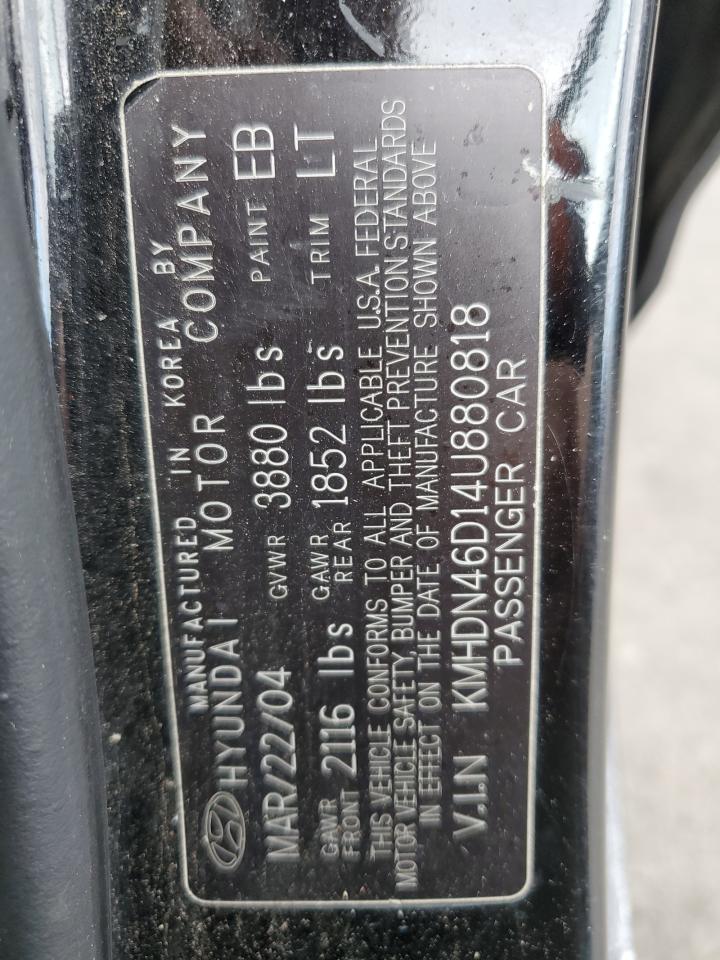 MANUFACTURED IN KOREA BY
HYUNDAI MOTOR COMPANY
MAR/22/04 GVWR 3880 lbs PAINT EB
GAWR FRONT 2116 lbs GAWR REAR 1852 lbs TRIM LT
THIS VEHICLE CONFORMS TO ALL APPLICABLE U.S.A. FEDERAL
MOTOR VEHICLE SAFETY, BUMPER AND THEFT PREVENTION STANDARDS
IN EFFECT ON THE DATE OF MANUFACTURE SHOWN ABOVE
V.I.N KMHDN46D14U880818
PASSENGER CAR